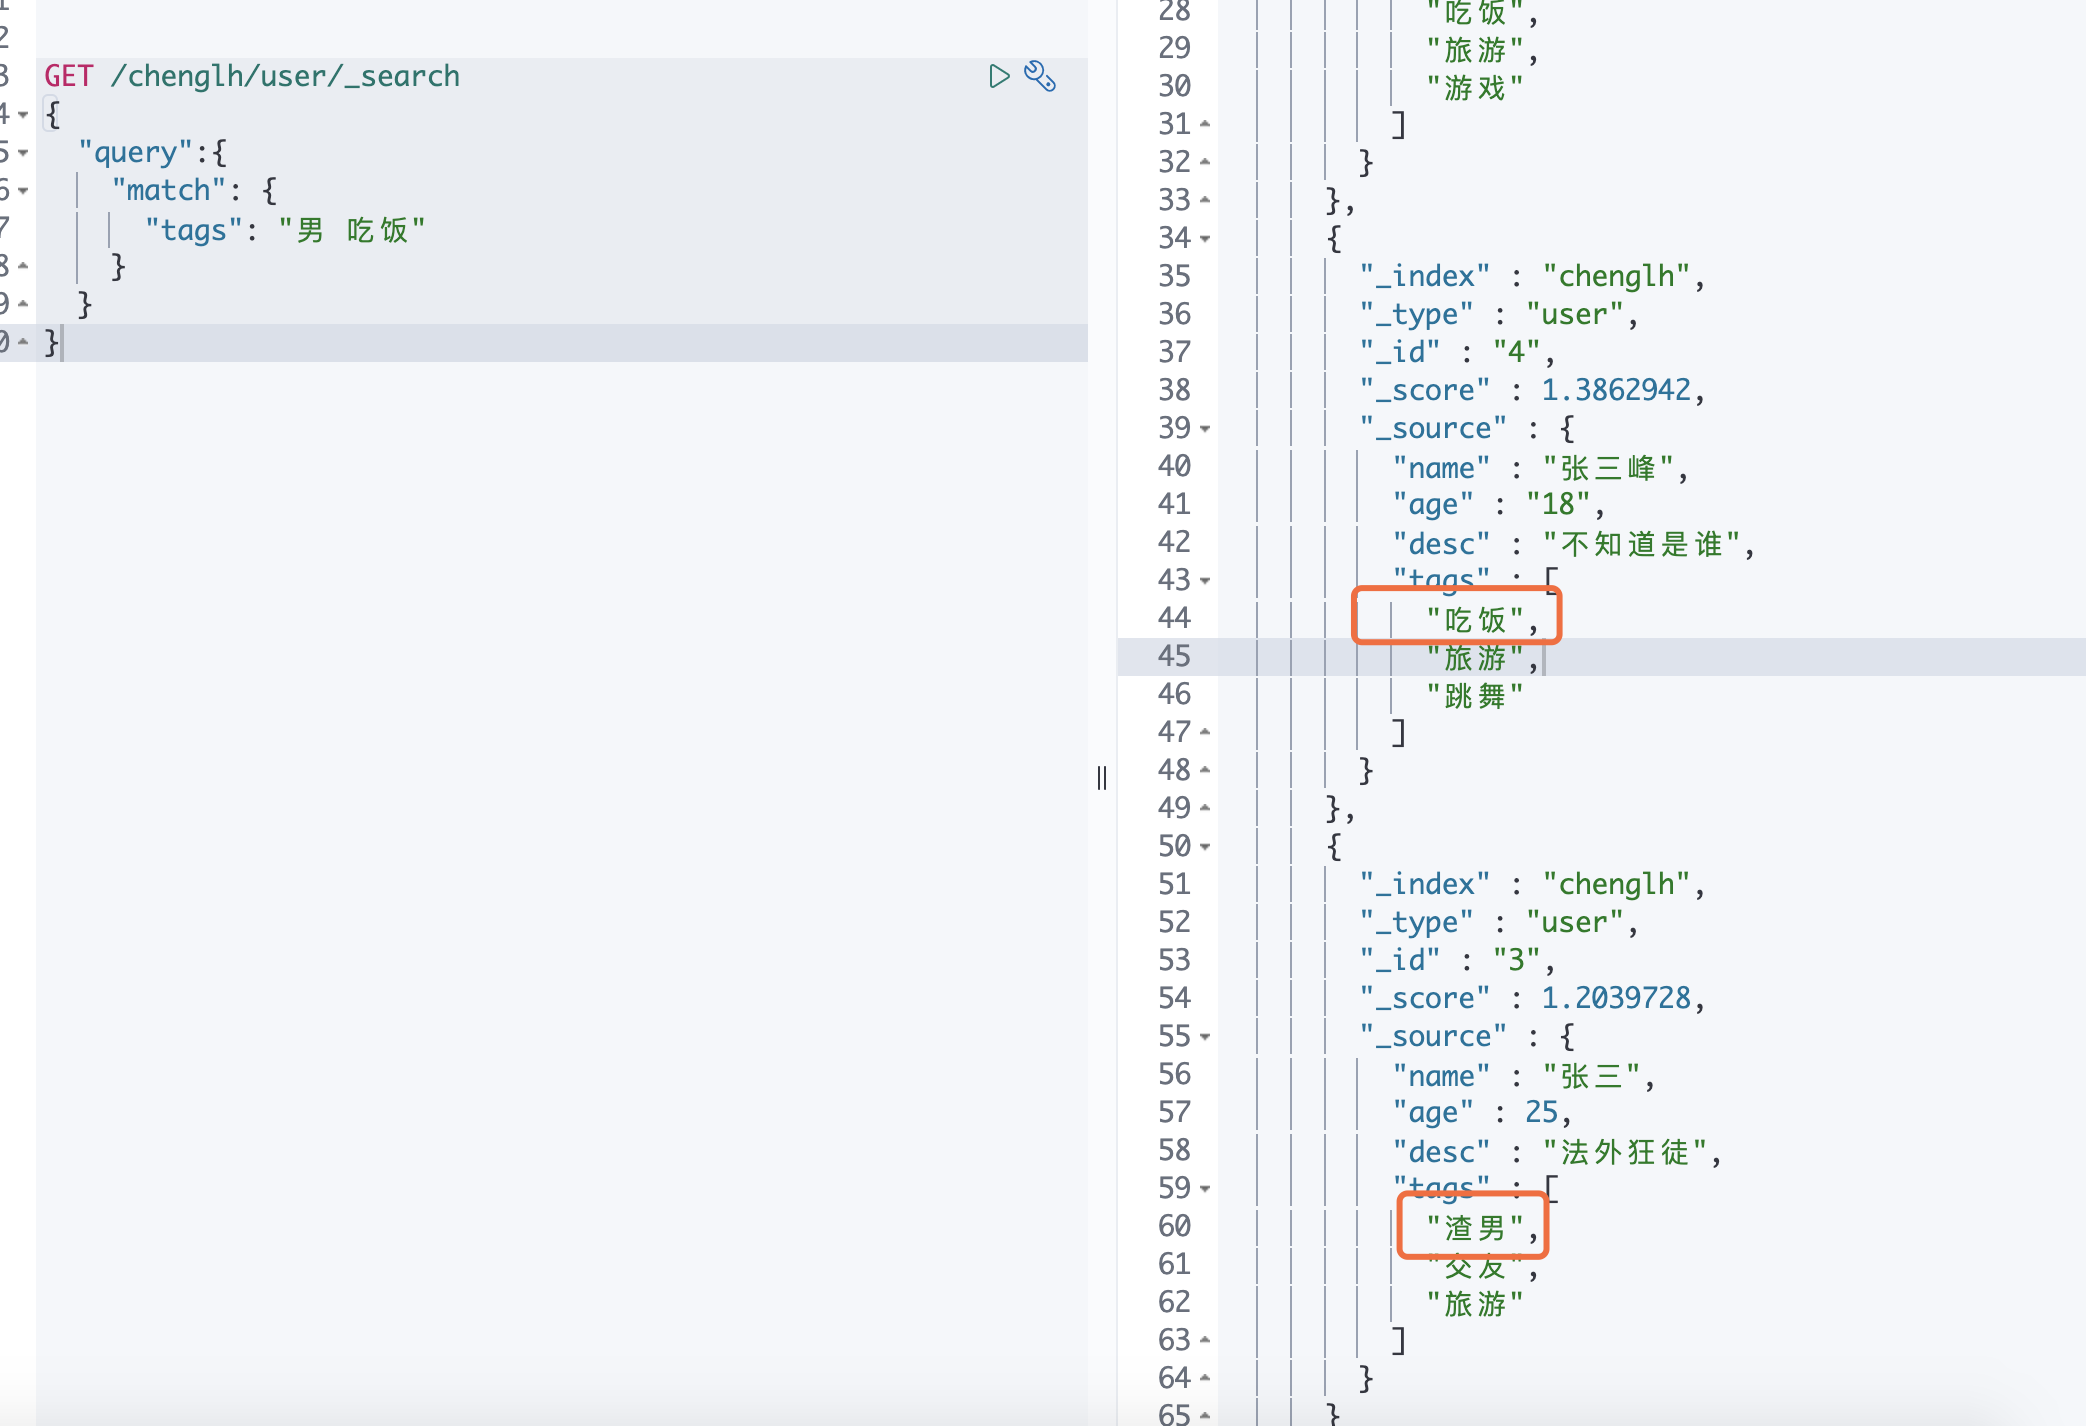 1
2
3
GET /chenglh/user/_search
4
{
5
"query":{
6
"match": {
7
"tags": "男 吃饭"
8
}
9
}
0
}
28
"吃饭",
29
"旅游",
30
"游戏"
31
]
32
}
33
},
34
{
35
"_index" : "chenglh",
36
"_type" : "user",
37
"_id" : "4",
38
"_score" : 1.3862942,
39
"_source" : {
40
"name" : "张三峰",
41
"age" : "18",
42
"desc" : "不知道是谁",
43
"tags" : [
44
"吃饭",
45
"旅游",
46
"跳舞"
47
]
48
}
49
},
50
{
51
"_index" : "chenglh",
52
"_type" : "user",
53
"_id" : "3",
54
"_score" : 1.2039728,
55
"_source" : {
56
"name" : "张三",
57
"age" : 25,
58
"desc" : "法外狂徒",
59
"tags" : [
60
"渣男",
61
"交友",
62
"旅游"
63
]
64
}
65
}